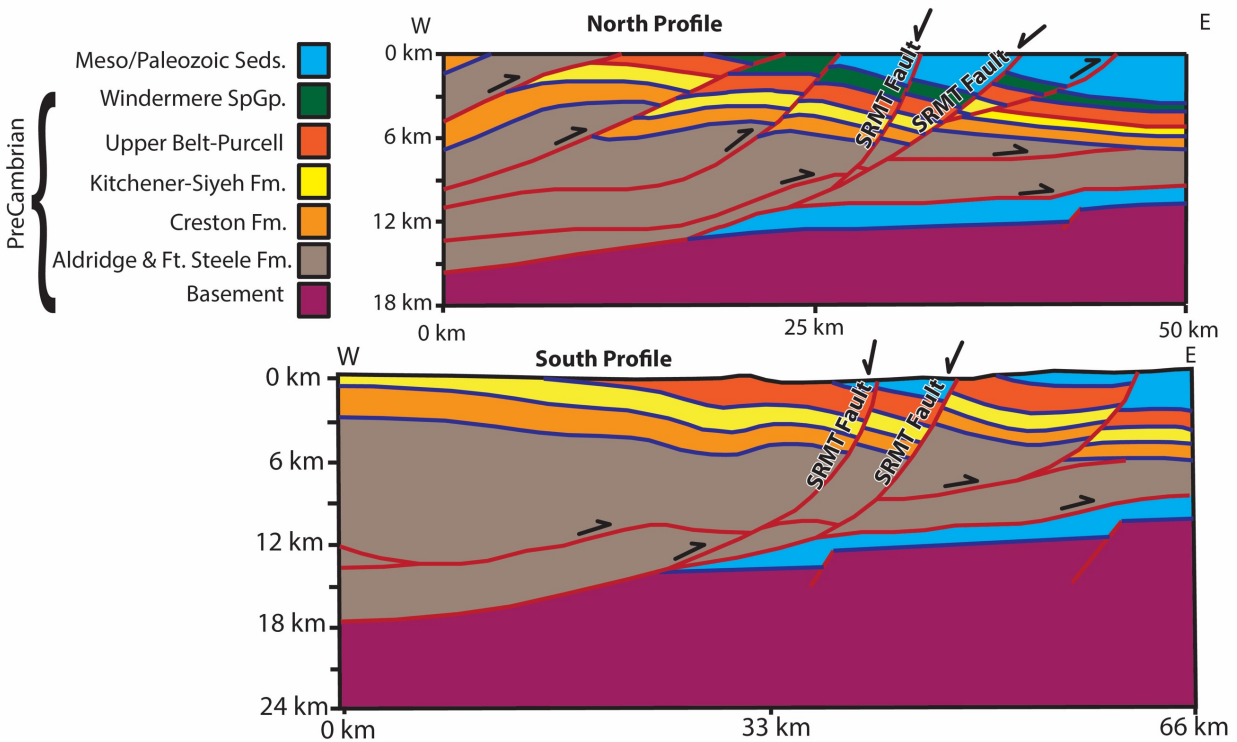 W
North Profile
E
Meso/Paleozoic Seds.
Windermere SpGp.
Upper Belt-Purcell
Kitchener-Siyeh Fm.
Creston Fm.
Aldridge & Ft. Steele Fm.
Basement
PreCambrian
0 km
6 km
12 km
18 km
SRMT Fault
SRMT Fault
0 km
25 km
50 km
W
South Profile
E
0 km
6 km
12 km
18 km
24 km
SRMT Fault
SRMT Fault
0 km
33 km
66 km